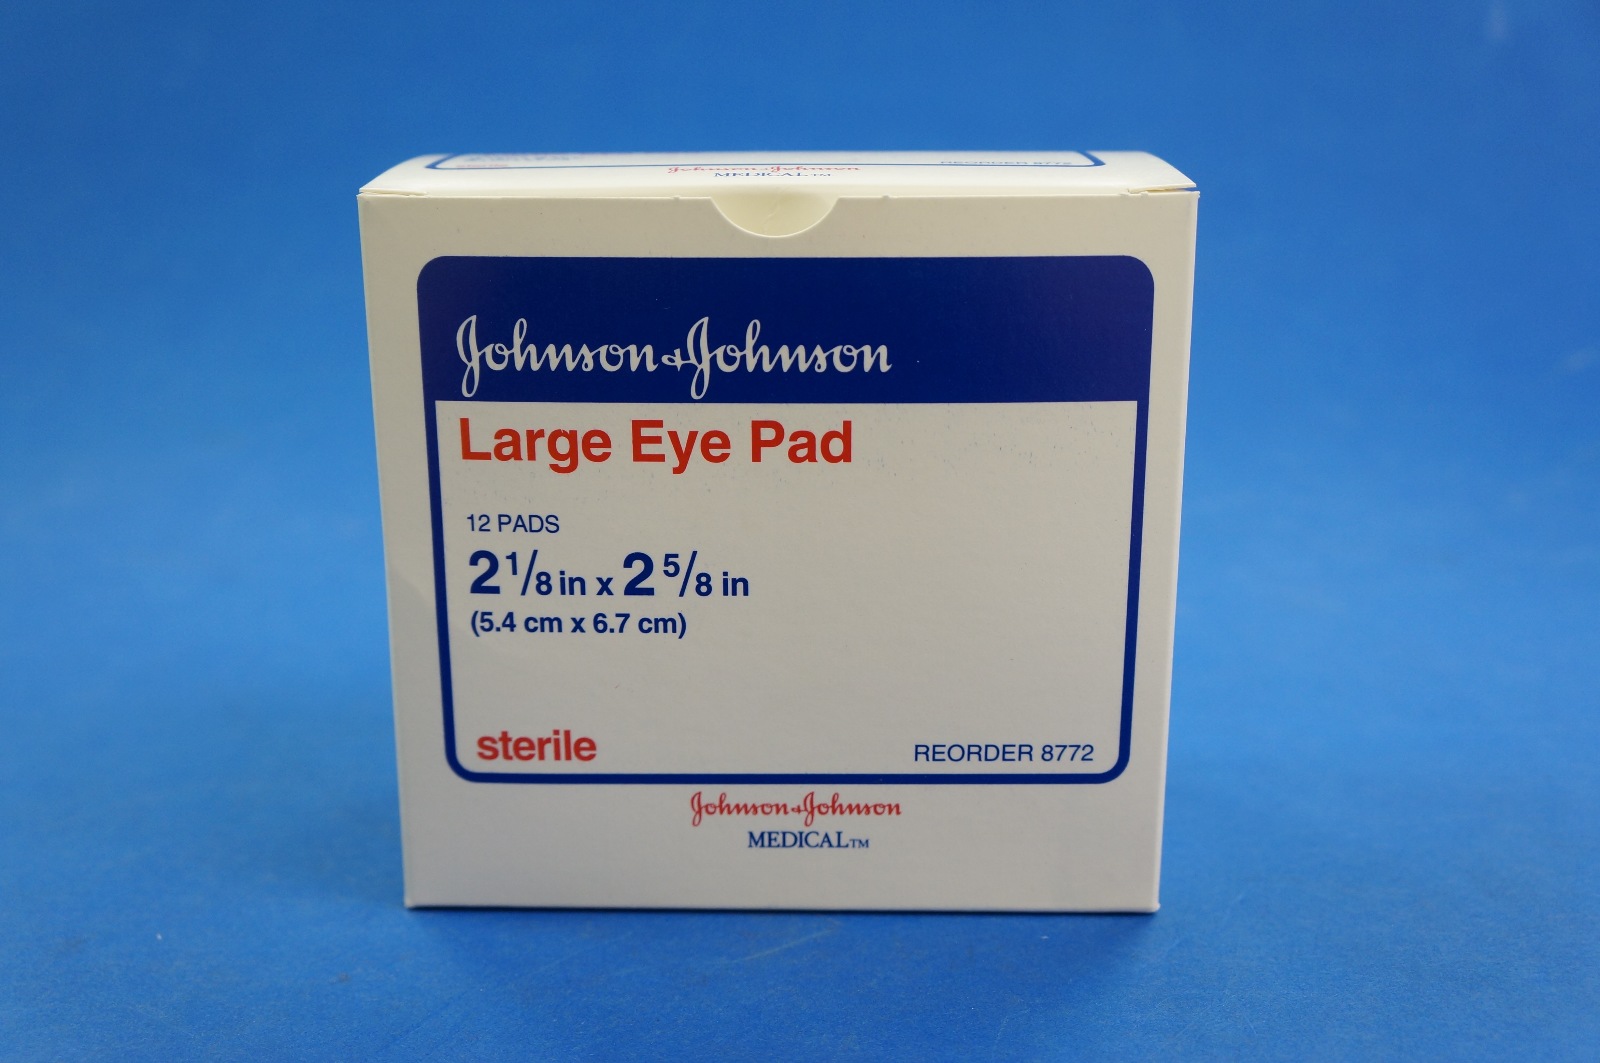 Johnson & Johnson
MEDICAL™
REORDER 8772
Johnson & Johnson
Large Eye Pad
12 PADS
2 1/8 in x 2 5/8 in
(5.4 cm x 6.7 cm)
sterile
REORDER 8772
Johnson & Johnson
MEDICAL™